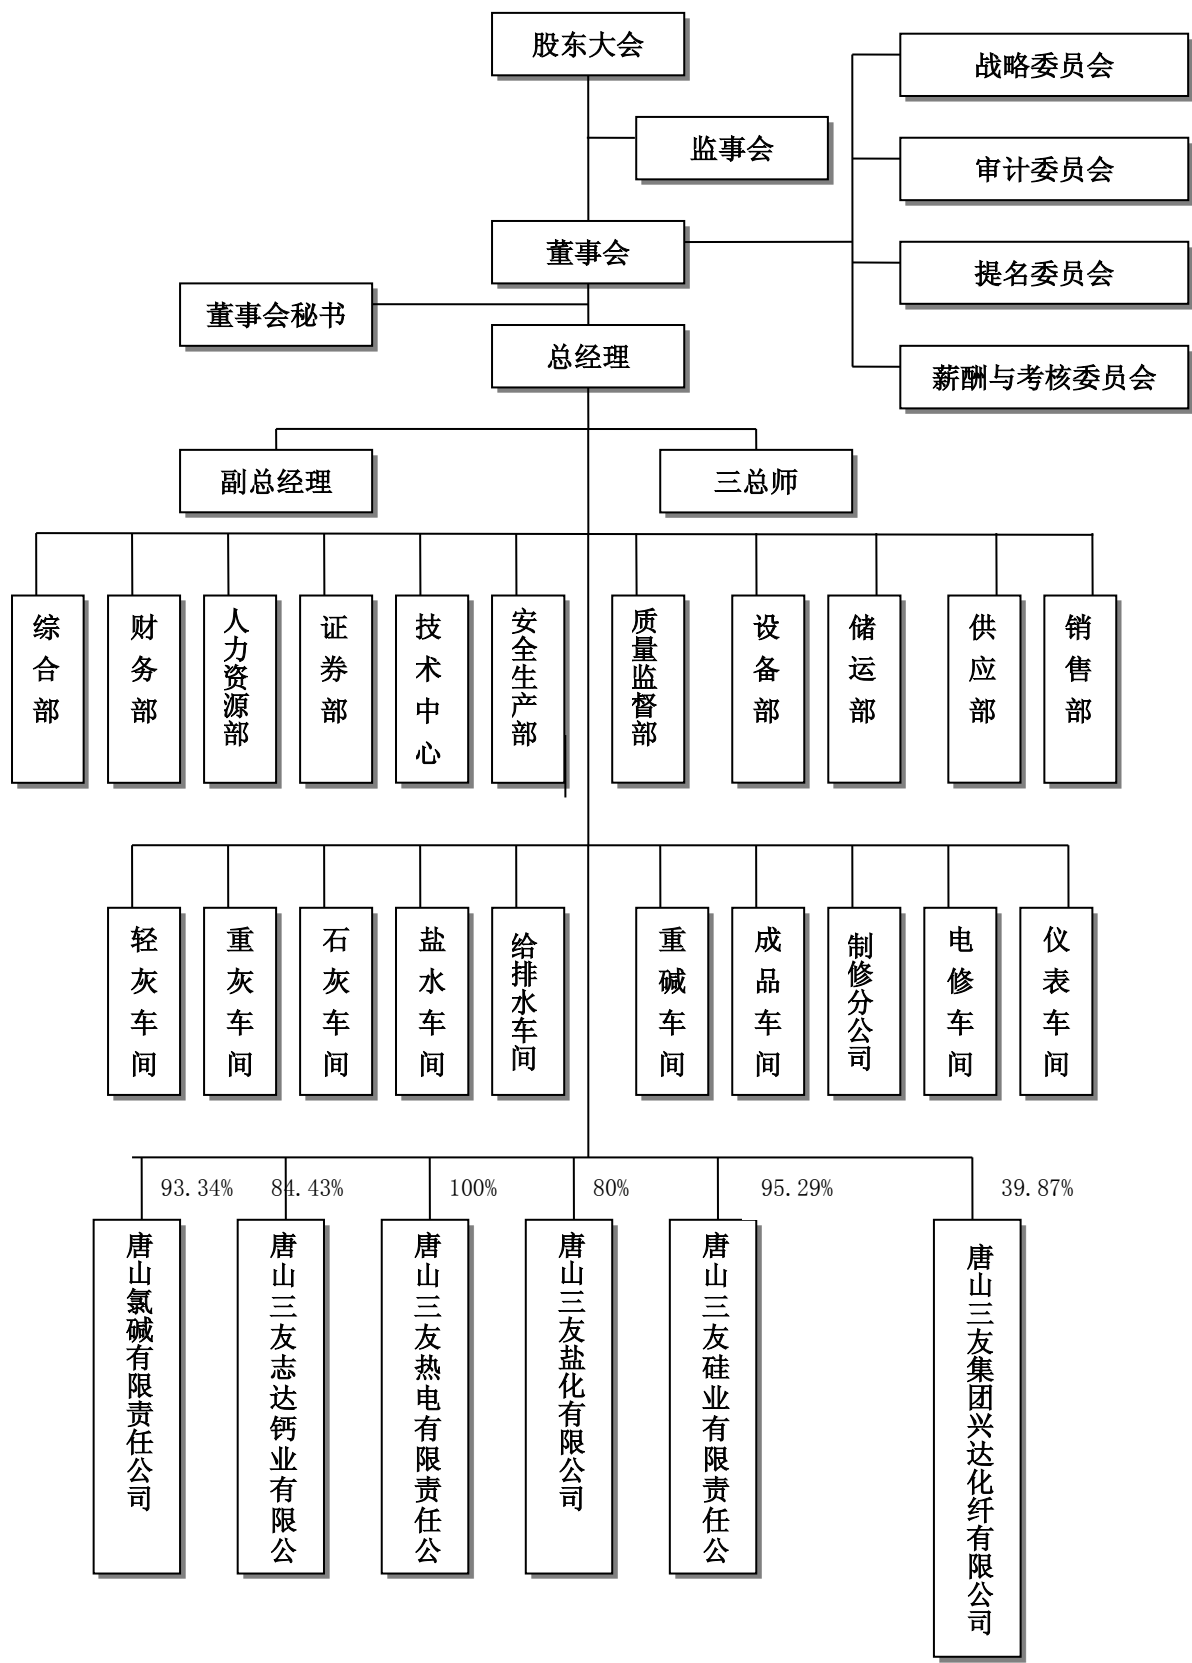 股东大会
战略委员会
监事会
审计委员会
董事会
提名委员会
董事会秘书
总经理
薪酬与考核委员会
副总经理
三总师
综合部
财务部
人力资源部
证券部
技术中心
安全生产部
质量监督部
设备部
储运部
供应部
销售部
轻灰车间
重灰车间
石灰车间
盐水车间
给排水车间
重碱车间
成品车间
制修分公司
电修车间
仪表车间
93.34%
84.43%
100%
80%
95.29%
39.87%
唐山氯碱有限责任公司
唐山三友志达钙业有限公
唐山三友热电有限责任公
唐山三友盐化有限公司
唐山三友硅业有限责任公
唐山三友集团兴达化纤有限公司